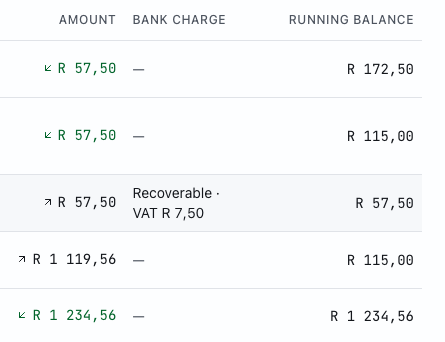 AMOUNT BANK CHARGE RUNNING BALANCE
↙ R 57,50 — R 172,50
↙ R 57,50 — R 115,00
↗ R 57,50 Recoverable · R 57,50
VAT R 7,50
↗ R 1 119,56 — R 115,00
↙ R 1 234,56 — R 1 234,56